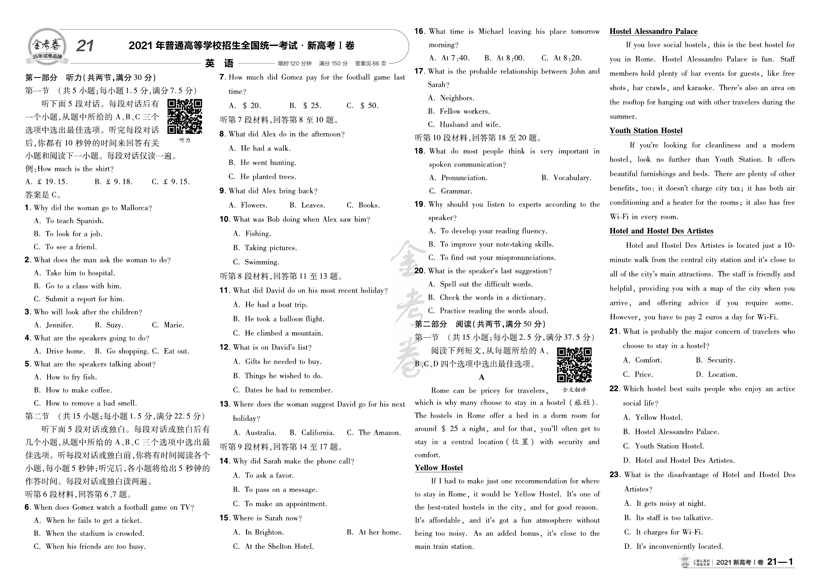 金考卷
百年试卷品牌
21
2021年普通高等学校招生全国统一考试·新高考Ⅰ卷
英 语
限时120分钟 满分150分 答案见66页
第一部分 听力(共两节,满分30分)
第一节 (共5小题;每小题1.5分,满分7.5分)
听下面5段对话。每段对话后有
一个小题,从题中所给的A、B、C三个
选项中选出最佳选项。听完每段对话
后,你都有10秒钟的时间来回答有关
听力
小题和阅读下一小题。每段对话仅读一遍。
例:How much is the shirt?
A. £ 19.15. B. £ 9.18. C. £ 9.15.
答案是C。
1. Why did the woman go to Mallorca?
A. To teach Spanish.
B. To look for a job.
C. To see a friend.
2. What does the man ask the woman to do?
A. Take him to hospital.
B. Go to a class with him.
C. Submit a report for him.
3. Who will look after the children?
A. Jennifer. B. Suzy. C. Marie.
4. What are the speakers going to do?
A. Drive home. B. Go shopping. C. Eat out.
5. What are the speakers talking about?
A. How to fry fish.
B. How to make coffee.
C. How to remove a bad smell.
第二节 (共15小题;每小题1.5分,满分22.5分)
听下面5段对话或独白。每段对话或独白后有
几个小题,从题中所给的A、B、C三个选项中选出最
佳选项。听每段对话或独白前,你将有时间阅读各个
小题,每小题5秒钟;听完后,各小题将给出5秒钟的
作答时间。每段对话或独白读两遍。
听第6段材料,回答第6、7题。
6. When does Gomez watch a football game on TV?
A. When he fails to get a ticket.
B. When the stadium is crowded.
C. When his friends are too busy.
7. How much did Gomez pay for the football game last
time?
A. $ 20. B. $ 25. C. $ 50.
听第7段材料,回答第8至10题。
8. What did Alex do in the afternoon?
A. He had a walk.
B. He went hunting.
C. He planted trees.
9. What did Alex bring back?
A. Flowers. B. Leaves. C. Books.
10. What was Bob doing when Alex saw him?
A. Fishing.
B. Taking pictures.
C. Swimming.
听第8段材料,回答第11至13题。
11. What did David do on his most recent holiday?
A. He had a boat trip.
B. He took a balloon flight.
C. He climbed a mountain.
12. What is on David's list?
A. Gifts he needed to buy.
B. Things he wished to do.
C. Dates he had to remember.
13. Where does the woman suggest David go for his next
holiday?
A. Australia. B. California. C. The Amazon.
听第9段材料,回答第14至17题。
14. Why did Sarah make the phone call?
A. To ask a favor.
B. To pass on a message.
C. To make an appointment.
15. Where is Sarah now?
A. In Brighton. B. At her home.
C. At the Shelton Hotel.
16. What time is Michael leaving his place tomorrow
morning?
A. At 7:40. B. At 8:00. C. At 8:20.
17. What is the probable relationship between John and
Sarah?
A. Neighbors.
B. Fellow workers.
C. Husband and wife.
听第10段材料,回答第18至20题。
18. What do most people think is very important in
spoken communication?
A. Pronunciation. B. Vocabulary.
C. Grammar.
19. Why should you listen to experts according to the
speaker?
A. To develop your reading fluency.
B. To improve your note-taking skills.
C. To find out your mispronunciations.
20. What is the speaker's last suggestion?
A. Spell out the difficult words.
B. Check the words in a dictionary.
C. Practice reading the words aloud.
第二部分 阅读(共两节,满分50分)
第一节 (共15小题;每小题2.5分,满分37.5分)
阅读下列短文,从每题所给的A、
B、C、D四个选项中选出最佳选项。
A
全文翻译
Rome can be pricey for travelers,
which is why many choose to stay in a hostel (旅社).
The hostels in Rome offer a bed in a dorm room for
around $ 25 a night, and for that, you'll often get to
stay in a central location (位置) with security and
comfort.
Yellow Hostel
If I had to make just one recommendation for where
to stay in Rome, it would be Yellow Hostel. It's one of
the best-rated hostels in the city, and for good reason.
It's affordable, and it's got a fun atmosphere without
being too noisy. As an added bonus, it's close to the
main train station.
Hostel Alessandro Palace
If you love social hostels, this is the best hostel for
you in Rome. Hostel Alessandro Palace is fun. Staff
members hold plenty of bar events for guests, like free
shots, bar crawls, and karaoke. There's also an area on
the rooftop for hanging out with other travelers during the
summer.
Youth Station Hostel
If you're looking for cleanliness and a modern
hostel, look no further than Youth Station. It offers
beautiful furnishings and beds. There are plenty of other
benefits, too; it doesn't charge city tax; it has both air
conditioning and a heater for the rooms; it also has free
Wi-Fi in every room.
Hotel and Hostel Des Artistes
Hotel and Hostel Des Artistes is located just a 10-
minute walk from the central city station and it's close to
all of the city's main attractions. The staff is friendly and
helpful, providing you with a map of the city when you
arrive, and offering advice if you require some.
However, you have to pay 2 euros a day for Wi-Fi.
21. What is probably the major concern of travelers who
choose to stay in a hostel?
A. Comfort. B. Security.
C. Price. D. Location.
22. Which hostel best suits people who enjoy an active
social life?
A. Yellow Hostel.
B. Hostel Alessandro Palace.
C. Youth Station Hostel.
D. Hotel and Hostel Des Artistes.
23. What is the disadvantage of Hotel and Hostel Des
Artistes?
A. It gets noisy at night.
B. Its staff is too talkative.
C. It charges for Wi-Fi.
D. It's inconveniently located.
金考卷
2021新高考Ⅰ卷 21—1